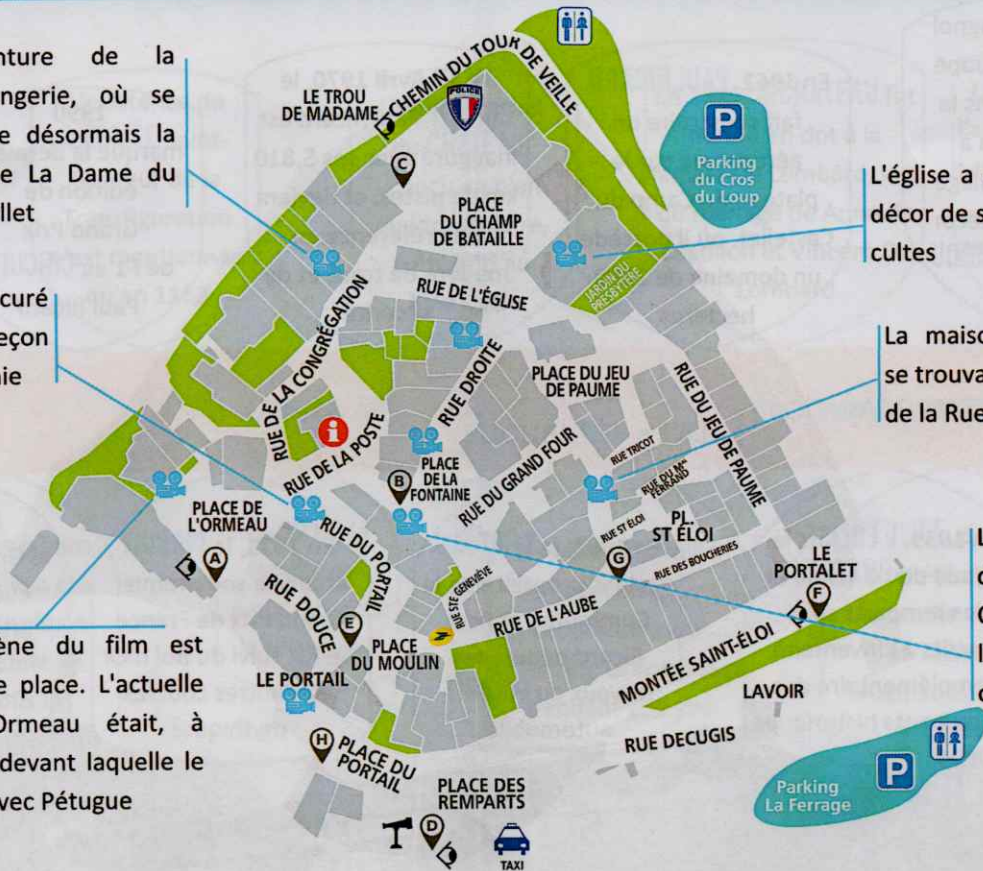 nture de la
ngerie, où se
e désormais la
e La Dame du
llet
curé
eçon
ie
ène du film est
e place. L'actuelle
Ormeau était, à
devant laquelle le
vec Pétugue
CHEMIN DU TOUR DE VEILLE
LE TROU
DE MADAME
POLICE
C
P
Parking
du Cros
du Loup
PLACE
DU CHAMP
DE BATAILLE
L'église a
décor de s
cultes
JARDIN DU
PRESBYTÈRE
RUE DE L'ÉGLISE
RUE DE LA CONGRÉGATION
RUE DROITE
PLACE DU JEU
DE PAUME
RUE DU JEU DE PAUME
La maiso
se trouva
de la Rue
i
RUE DE LA POSTE
B
PLACE
DE LA
FONTAINE
RUE DU GRAND FOUR
RUE TRICOT
RUE DU Mal
FERRAND
PLACE DE
L'ORMEAU
A
RUE DU PORTAIL
RUE ST ELOI
PL.
ST ÉLOI
G
RUE DES BOUCHERIES
LE
PORTALET
F
RUE DOUCE
E
RUE STE GENEVIÈVE
RUE DE L'AUBE
PLACE
DU MOULIN
MONTÉE SAINT-ÉLOI
LE PORTAIL
H
PLACE DU
PORTAIL
LAVOIR
RUE DECUGIS
PLACE DES
REMPARTS
D
TAXI
P
Parking
La Ferrage